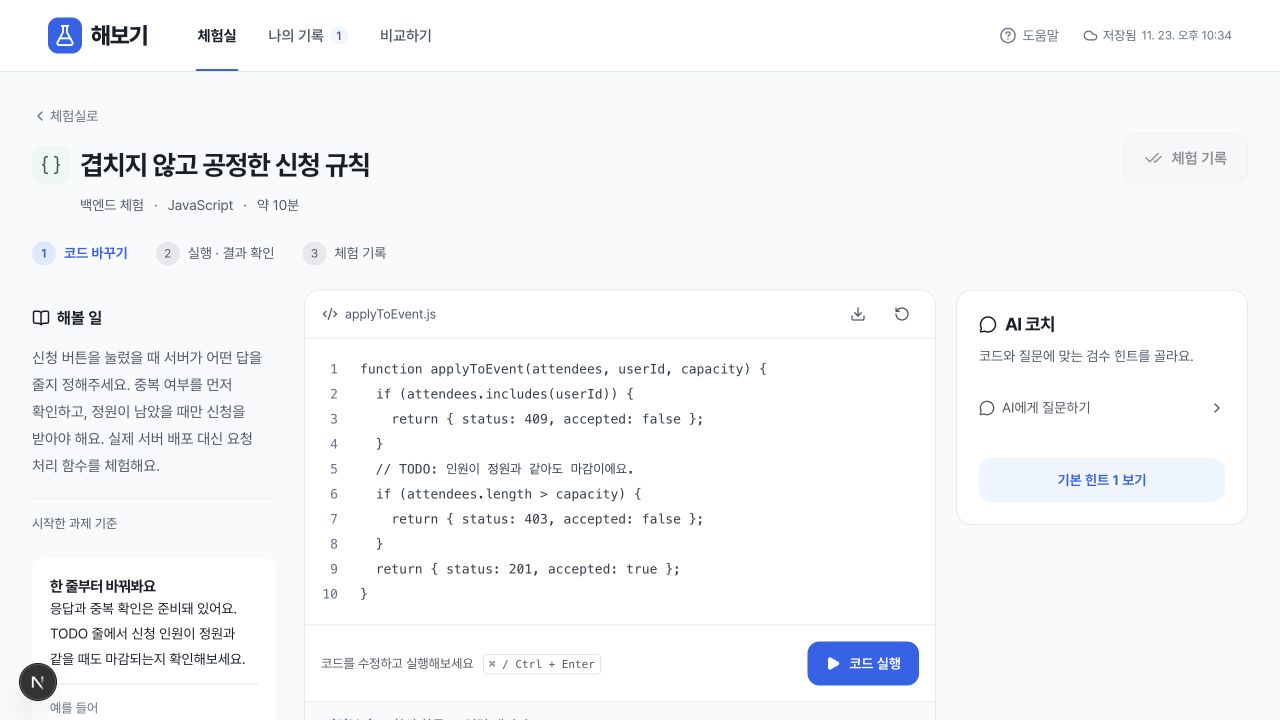 해보기
체험실
나의 기록 1
비교하기
도움말
저장됨 11. 23. 오후 10:34
체험실로
{ } 겹치지 않고 공정한 신청 규칙
백엔드 체험 · JavaScript · 약 10분
체험 기록
1 코드 바꾸기
2 실행 · 결과 확인
3 체험 기록
해볼 일
신청 버튼을 눌렀을 때 서버가 어떤 답을
줄지 정해주세요. 중복 여부를 먼저
확인하고, 정원이 남았을 때만 신청을
받아야 해요. 실제 서버 배포 대신 요청
처리 함수를 체험해요.
시작한 과제 기준
한 줄부터 바꿔봐요
응답과 중복 확인은 준비돼 있어요.
TODO 줄에서 신청 인원이 정원과
같을 때도 마감되는지 확인해보세요.
예를 들어
N
</> applyToEvent.js
1 function applyToEvent(attendees, userId, capacity) {
2 if (attendees.includes(userId)) {
3 return { status: 409, accepted: false };
4 }
5 // TODO: 인원이 정원과 같아도 마감이에요.
6 if (attendees.length > capacity) {
7 return { status: 403, accepted: false };
8 }
9 return { status: 201, accepted: true };
10 }
코드를 수정하고 실행해보세요 ⌘ / Ctrl + Enter
코드 실행
AI 코치
코드와 질문에 맞는 검수 힌트를 골라요.
AI에게 질문하기
기본 힌트 1 보기